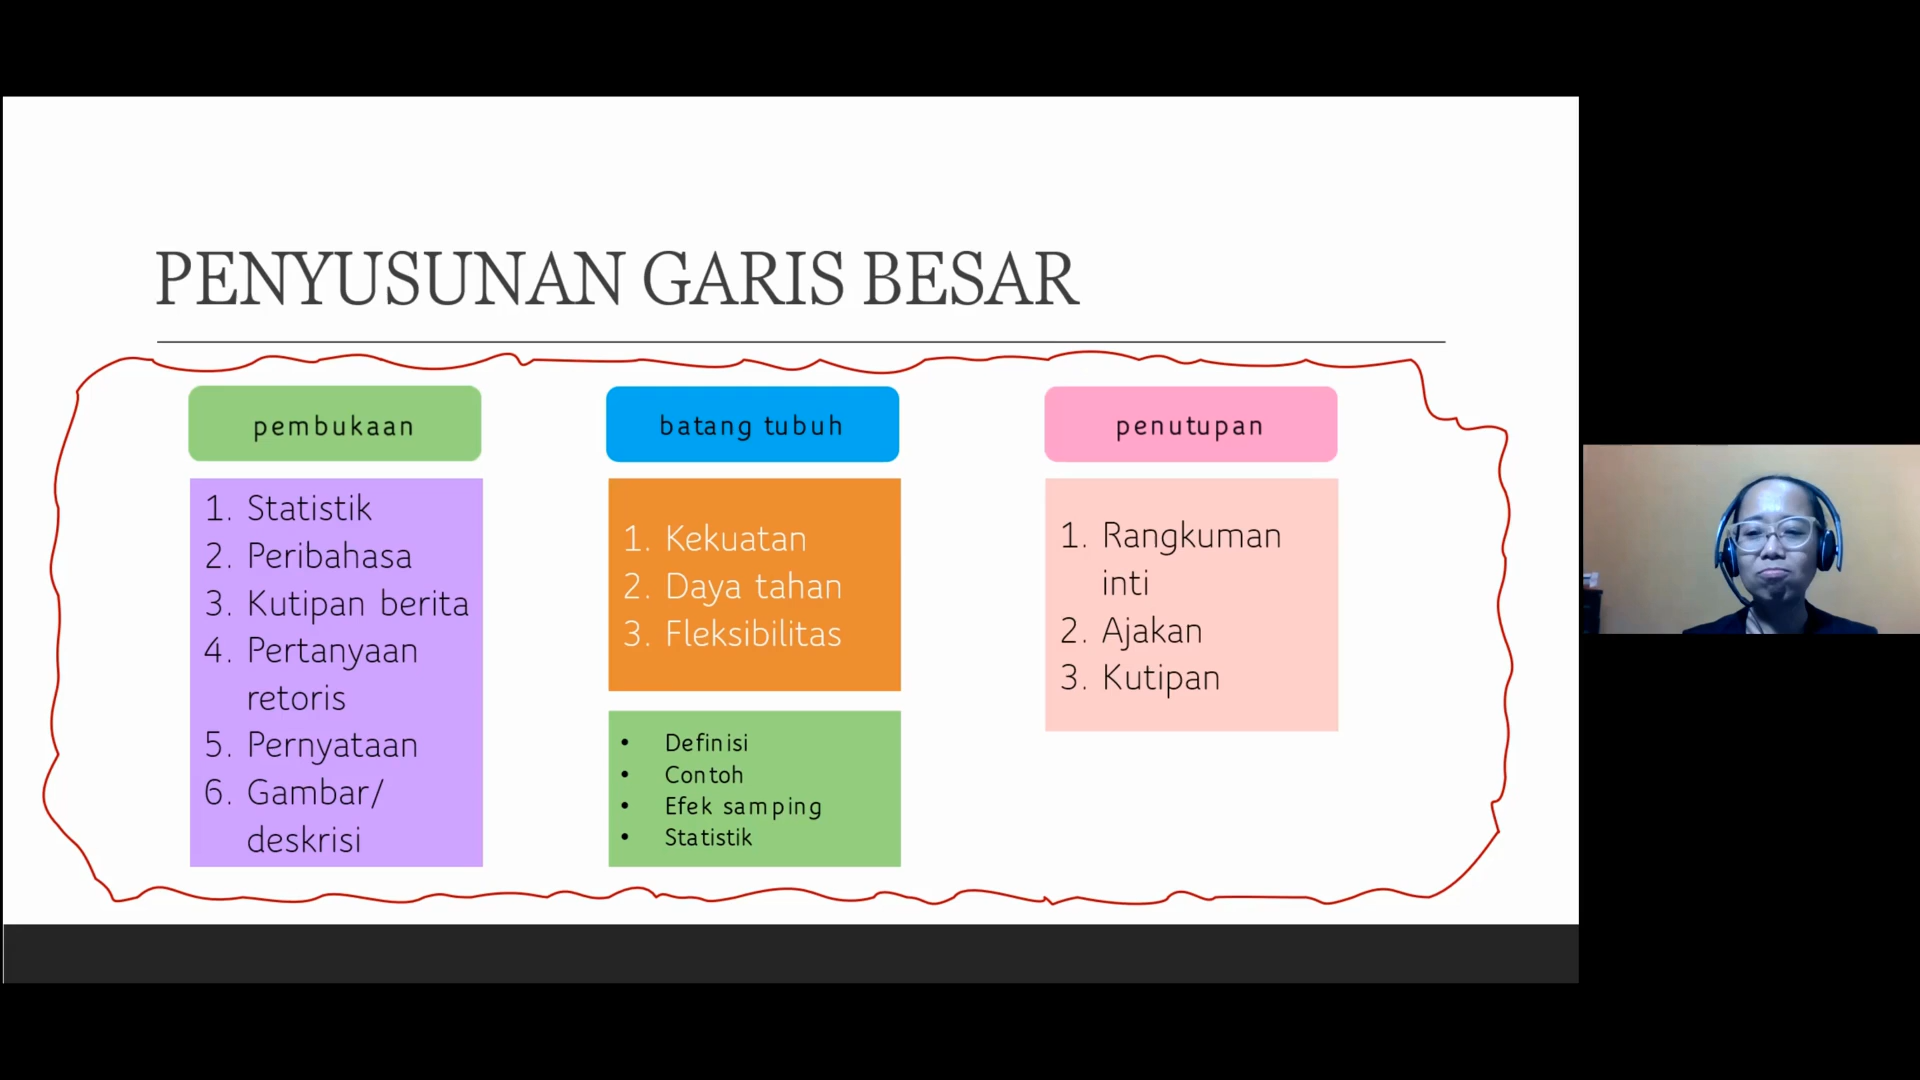 PENYUSUNAN GARIS BESAR
pembukaan
1. Statistik
2. Peribahasa
3. Kutipan berita
4. Pertanyaan
retoris
5. Pernyataan
6. Gambar/
deskrisi
batang tubuh
1. Kekuatan
2. Daya tahan
3. Fleksibilitas
• Definisi
• Contoh
• Efek samping
• Statistik
penutupan
1. Rangkuman
inti
2. Ajakan
3. Kutipan